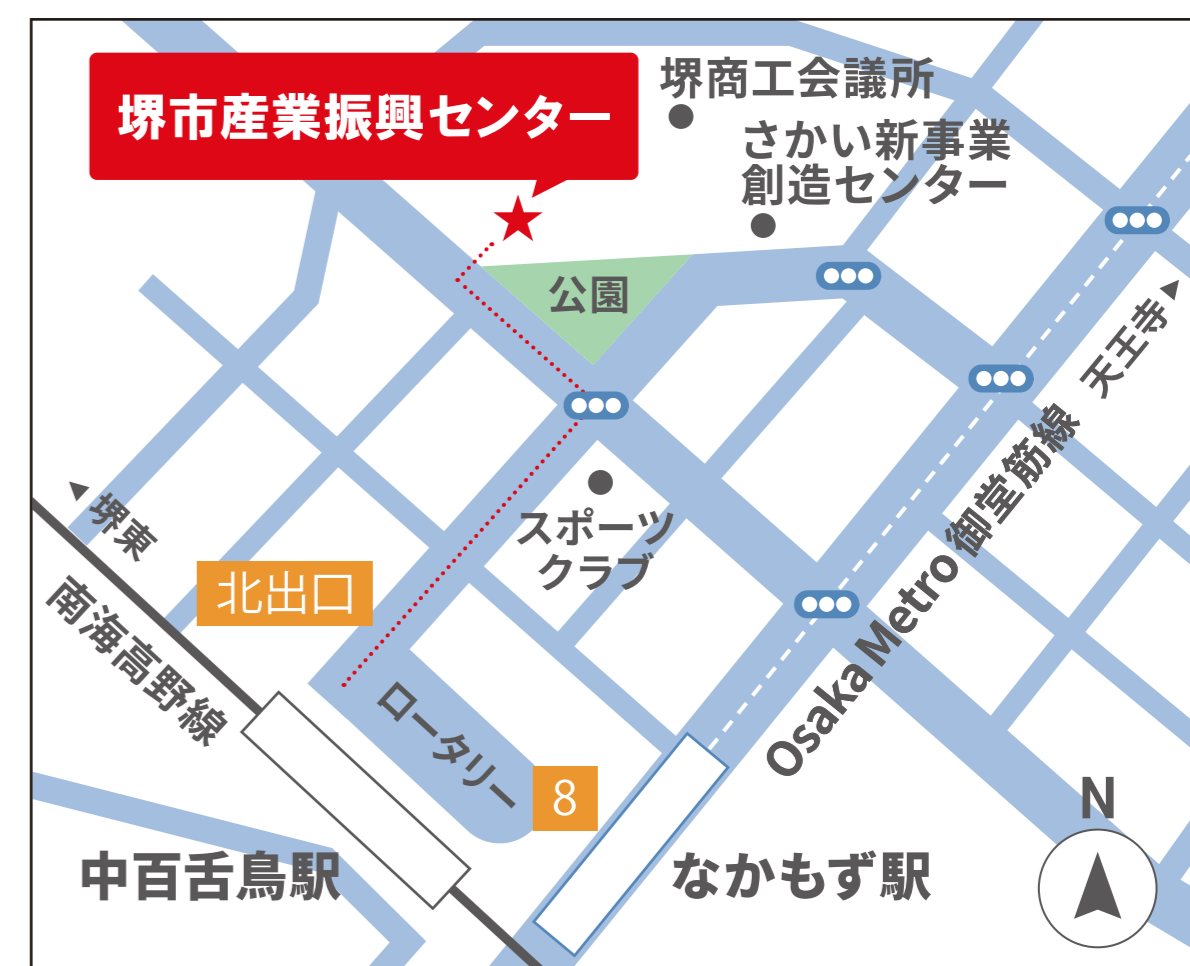 堺市産業振興センター
堺商工会議所
さかい新事業
創造センター
公園
天王寺▲
Osaka Metro 御堂筋線
スポーツ
クラブ
▲堺東
南海高野線
北出口
ロータリー
8
中百舌鳥駅
なかもず駅
N